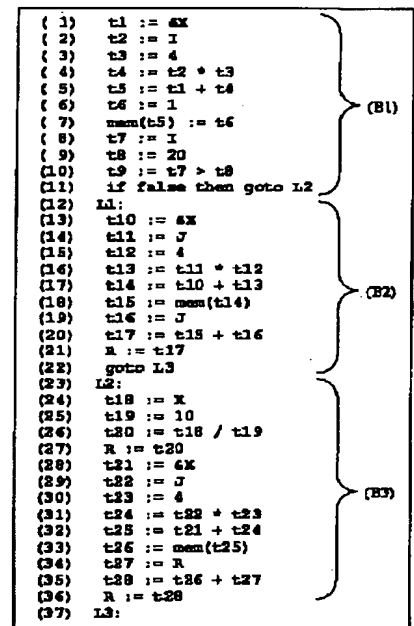 ( 1) t1 := &X
( 2) t2 := I
( 3) t3 := 4
( 4) t4 := t2 * t3
( 5) t5 := t1 + t4
( 6) t6 := 1
( 7) mem(t5) := t6
( 8) t7 := I
( 9) t8 := 20
(10) t9 := t7 > t8
(11) if false then goto L2
(B1)
(12) L1:
(13) t10 := &X
(14) t11 := J
(15) t12 := 4
(16) t13 := t11 * t12
(17) t14 := t10 + t13
(18) t15 := mem(t14)
(19) t16 := J
(20) t17 := t15 + t16
(21) R := t17
(22) goto L3
(B2)
(23) L2:
(24) t18 := X
(25) t19 := 10
(26) t20 := t18 / t19
(27) R := t20
(28) t21 := &X
(29) t22 := J
(30) t23 := 4
(31) t24 := t22 * t23
(32) t25 := t21 + t24
(33) t26 := mem(t25)
(34) t27 := R
(35) t28 := t26 + t27
(36) R := t28
(B3)
(37) L3: